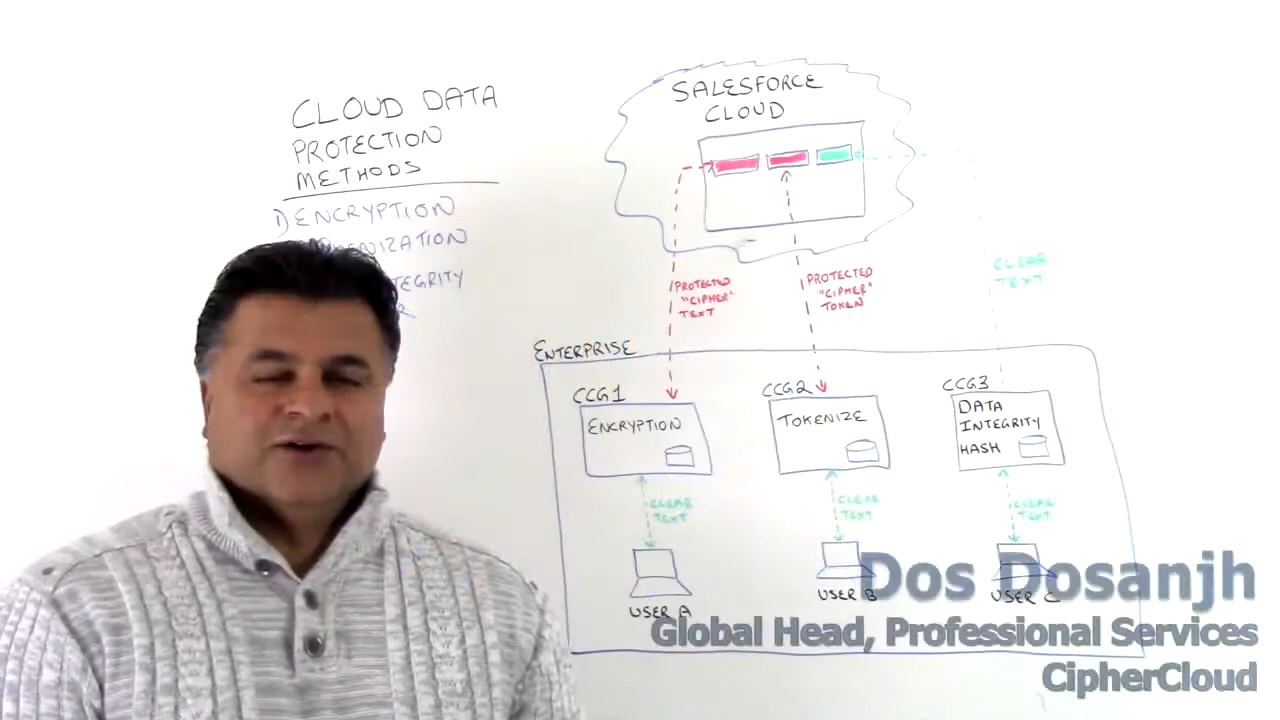 CLOUD DATA
PROTECTION
METHODS
1) ENCRYPTION
SALESFORCE
CLOUD
PROTECTED
"CIPHER"
TEXT
PROTECTED
"CIPHER"
TOKEN
CLEAR
TEXT
ENTERPRISE
CCG1
ENCRYPTION
CCG2
TOKENIZE
CCG3
DATA
INTEGRITY
HASH
CLEAR
TEXT
CLEAR
TEXT
CLEAR
TEXT
USER A
USER B
USER C
Dos Dosanjh
Global Head, Professional Services
CipherCloud